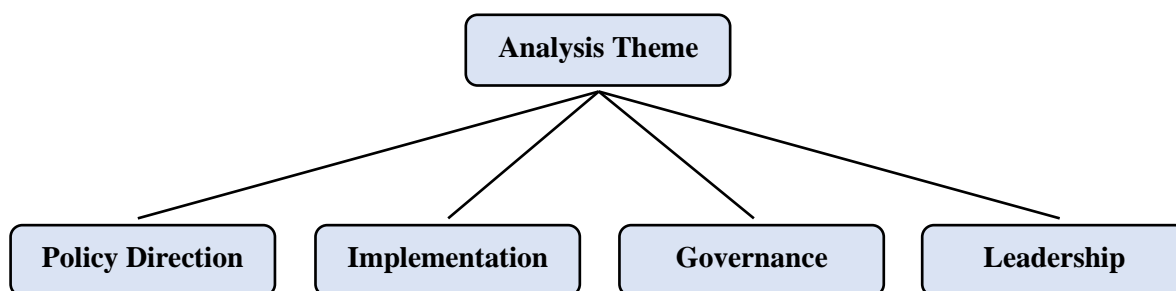 Analysis Theme
Policy Direction
Implementation
Governance
Leadership